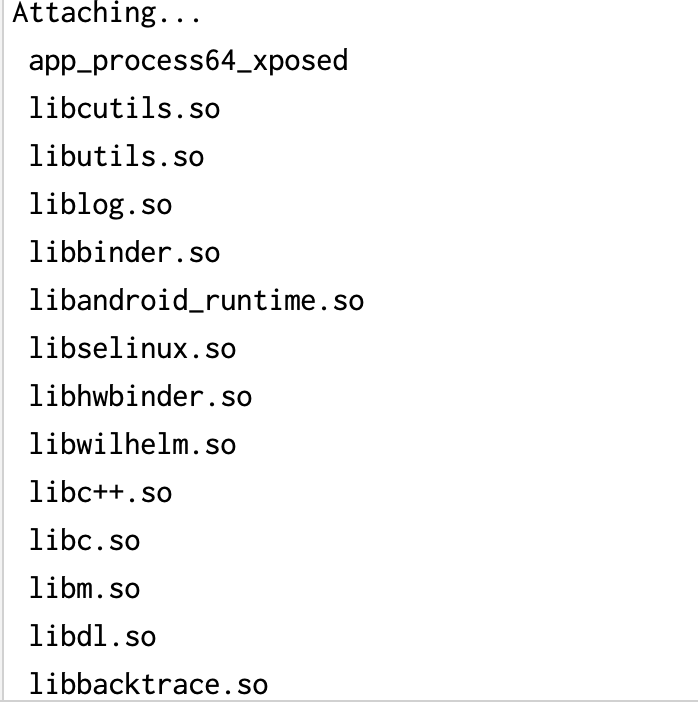 Attaching...
app_process64_xposed
libcutils.so
libutils.so
liblog.so
libbinder.so
libandroid_runtime.so
libselinux.so
libhwbinder.so
libwilhelm.so
libc++.so
libc.so
libm.so
libdl.so
libbacktrace.so